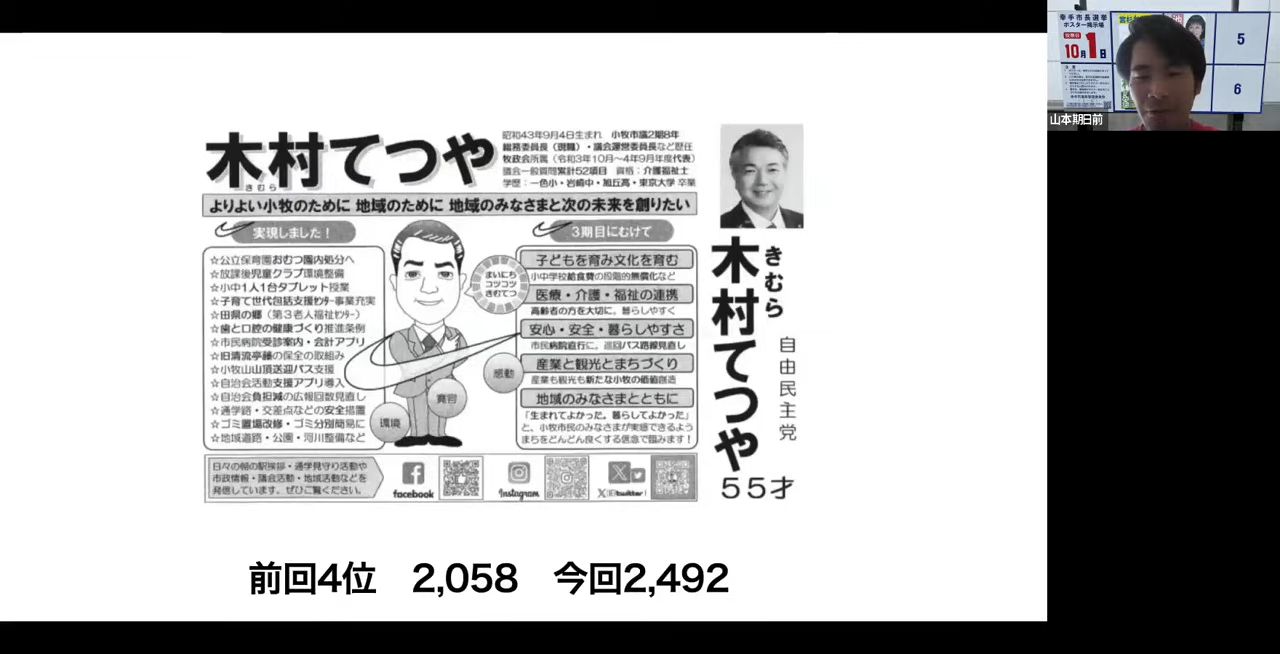 木村てつや
きむら
昭和43年9月4日生まれ 小牧市議2期8年
総務委員長（現職）・議会運営委員長など歴任
牧政会所属（令和3年10月〜4年9月年度代表）
議会一般質問累計52項目 資格：介護福祉士
学歴：一色小・岩崎中・旭丘高・東京大学 卒業
よりよい小牧のために 地域のために 地域のみなさまと次の未来を創りたい
実現しました！
☆公立保育園おむつ園内処分へ
☆放課後児童クラブ環境整備
☆小中1人1台タブレット授業
☆子育て世代包括支援ｾﾝﾀｰ事業充実
☆田県の郷（第3老人福祉ｾﾝﾀｰ）
☆歯と口腔の健康づくり推進条例
☆市民病院受診案内・会計アプリ
☆旧清流亭藤の保全の取組み
☆小牧山山頂送迎バス支援
☆自治会活動支援アプリ導入
☆自治会負担減の広報回数見直し
☆通学路・交差点などの安全措置
☆ゴミ置場改修・ゴミ分別簡易に
☆地域道路・公園・河川整備など
まいにち
コツコツ
きむてつ
感動
寛容
環境
3期目にむけて
子どもを育み文化を育む
小中学校給食費の段階的無償化など
医療・介護・福祉の連携
高齢者の方を大切に。暮らしやすく
安心・安全・暮らしやすさ
市民病院直行に。巡回バス路線見直し
産業と観光とまちづくり
産業も観光も新たな小牧の価値創造
地域のみなさまとともに
「生まれてよかった。暮らしてよかった」
と、小牧市民のみなさまが実感できるよう
まちをどんどん良くする信念で臨みます！
日々の朝の駅挨拶・通学見守り活動や
市政情報・議会活動・地域活動などを
発信しています。ぜひご覧ください。
facebook
Instagram
X(旧twitter)
きむら
木村てつや
自由民主党
55才
前回4位 2,058 今回2,492
幸手市長選挙
ポスター掲示場
投票日
10月1日
5
6
山本期日前